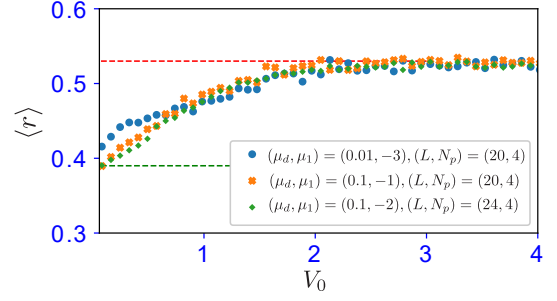 0.6
0.5
0.4
0.3
⟨r⟩
(μ_d, μ_1) = (0.01, −3), (L, N_p) = (20, 4)
(μ_d, μ_1) = (0.1, −1), (L, N_p) = (20, 4)
(μ_d, μ_1) = (0.1, −2), (L, N_p) = (24, 4)
1 2 3 4
V_0